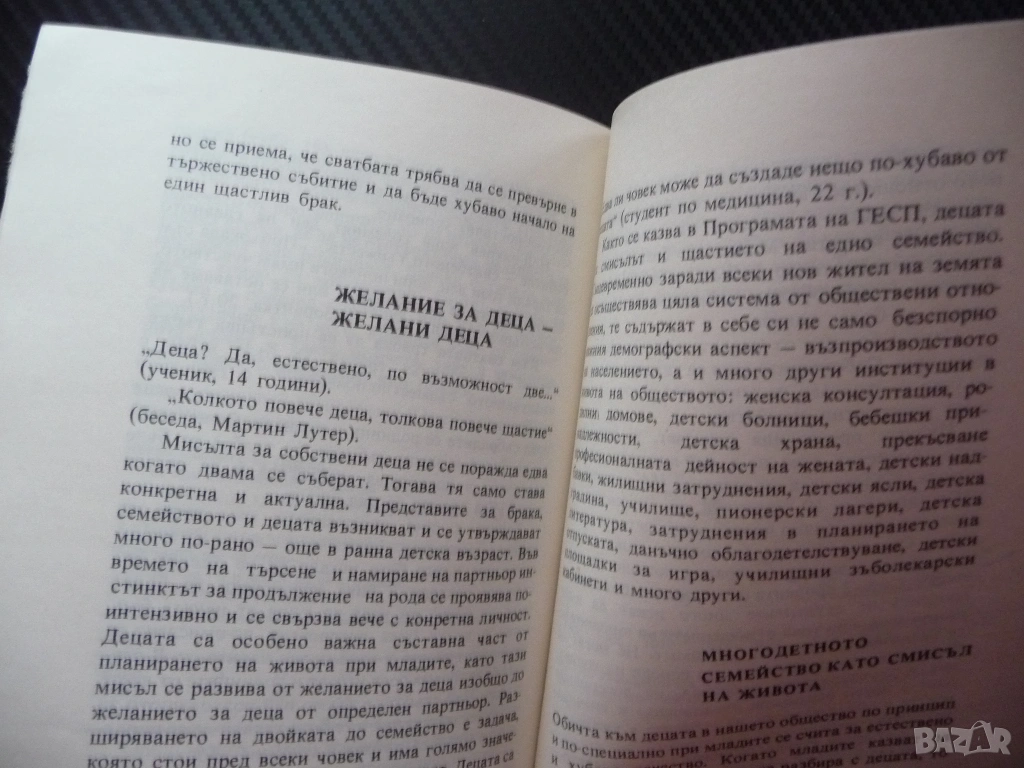 но се приема, че сватбата трябва да се превърне в
тържествено събитие и да бъде хубаво начало на
един щастлив брак.
ЖЕЛАНИЕ ЗА ДЕЦА –
ЖЕЛАНИ ДЕЦА
„Деца? Да, естествено, по възможност две...“
(ученик, 14 години).
„Колкото повече деца, толкова повече щастие“
(беседа, Мартин Лутер).
Мисълта за собствени деца не се поражда едва
когато двама се съберат. Тогава тя само става
конкретна и актуална. Представите за брака,
семейството и децата възникват и се утвърждават
много по-рано — още в ранна детска възраст. Във
времето на търсене и намиране на партньор ин-
стинктът за продължение на рода се проявява по-
интензивно и се свързва вече с конкретна личност.
Децата са особено важна съставна част от
планирането на живота при младите, като тази
мисъл се развива от желанието за деца изобщо до
желанието за деца от определен партньор. Раз-
ширяването на двойката до семейство е задача,
която стои пред всеки човек и има голямо значе-
Децата са
ли човек може да създаде нещо по-хубаво от
(студент по медицина, 22 г.).
Както се казва в Програмата на ГЕСП, децата
смисълът и щастието на едно семейство.
заради всеки нов жител на земята
осъществява цяла система от обществени отно-
те съдържат в себе си не само безспорно
демографски аспект — възпроизводството
населението, а и много други институции в
на обществото: женска консултация, ро-
домове, детски болници, бебешки при-
детска храна, прекъсване
професионалната дейност на жената, детски над-
жилищни затруднения, детски ясли, детска
градина, училище, пионерски лагери, детска
литература, затруднения в планирането на
отпуската, данъчно облагодетелствуване, детски
площадки за игра, училищни зъболекарски
кабинети и много други.
МНОГОДЕТНОТО
СЕМЕЙСТВО КАТО СМИСЪЛ
НА ЖИВОТА
Обичта към децата в нашето общество по принцип
и по-специално при младите се счита за естествено
и Когато младите
разбира с децата,
BAZAR